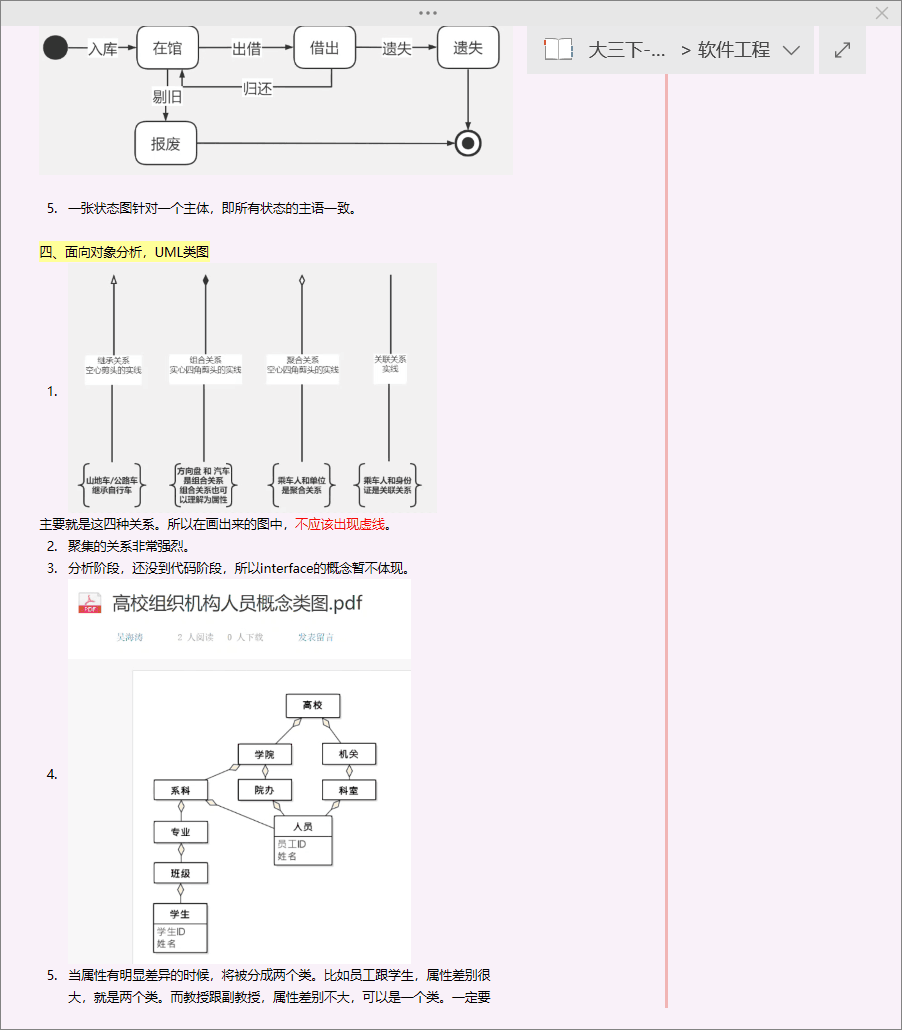 大三下-... > 软件工程
入库
在馆
出借
借出
遗失
遗失
归还
剔旧
报废
5. 一张状态图针对一个主体，即所有状态的主语一致。
四、面向对象分析，UML类图
继承关系
空心剪头的实线
组合关系
实心四角剪头的实线
聚合关系
空心四角剪头的实线
关联关系
实线
1.
山地车/公路车
继承自行车
方向盘 和 汽车
是组合关系
组合关系也可
以理解为属性
乘车人和单位
是聚合关系
乘车人和身份
证是关联关系
主要就是这四种关系。所以在画出来的图中，不应该出现虚线。
2. 聚集的关系非常强烈。
3. 分析阶段，还没到代码阶段，所以interface的概念暂不体现。
PDF
高校组织机构人员概念类图.pdf
吴海涛 2 人阅读 0 人下载 发表留言
4.
高校
学院
机关
系科
院办
科室
专业
人员
员工ID
姓名
班级
学生
学生ID
姓名
5. 当属性有明显差异的时候，将被分成两个类。比如员工跟学生，属性差别很
大，就是两个类。而教授跟副教授，属性差别不大，可以是一个类。一定要